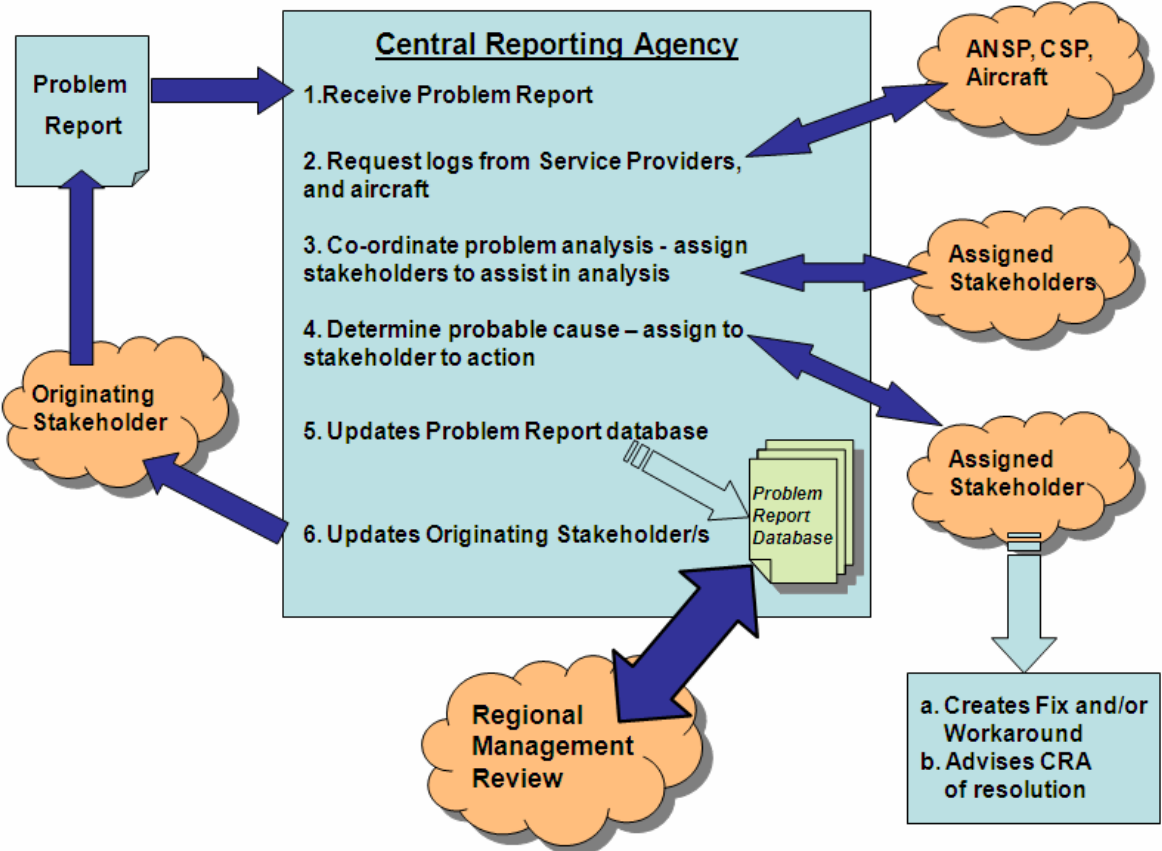 Problem
Report
Central Reporting Agency
1.Receive Problem Report
2. Request logs from Service Providers,
and aircraft
3. Co-ordinate problem analysis - assign
stakeholders to assist in analysis
4. Determine probable cause – assign to
stakeholder to action
5. Updates Problem Report database
6. Updates Originating Stakeholder/s
Problem
Report
Database
ANSP, CSP,
Aircraft
Assigned
Stakeholders
Assigned
Stakeholder
a. Creates Fix and/or
Workaround
b. Advises CRA
of resolution
Originating
Stakeholder
Regional
Management
Review